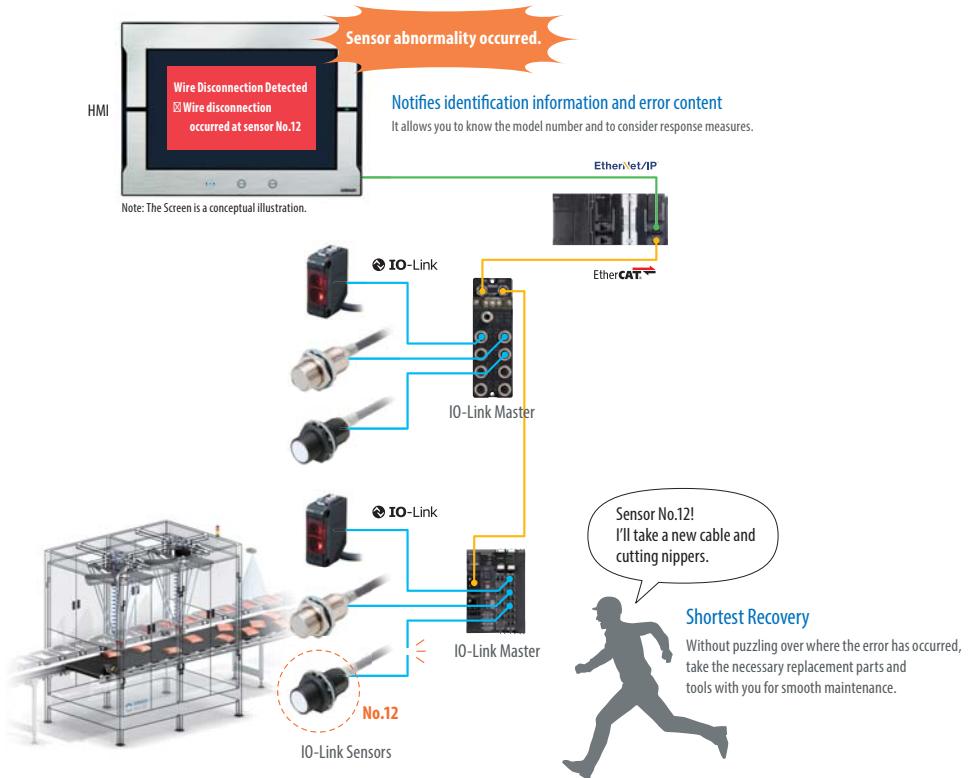 Sensor abnormality occurred.
HMI
Wire Disconnection Detected
☒ Wire disconnection
occurred at sensor No.12
Notifies identification information and error content
It allows you to know the model number and to consider response measures.
Note: The Screen is a conceptual illustration.
EtherNet/IP
EtherCAT
IO-Link
IO-Link Master
IO-Link
Sensor No.12!
I'll take a new cable and
cutting nippers.
IO-Link Master
Shortest Recovery
Without puzzling over where the error has occurred,
take the necessary replacement parts and
tools with you for smooth maintenance.
No.12
IO-Link Sensors